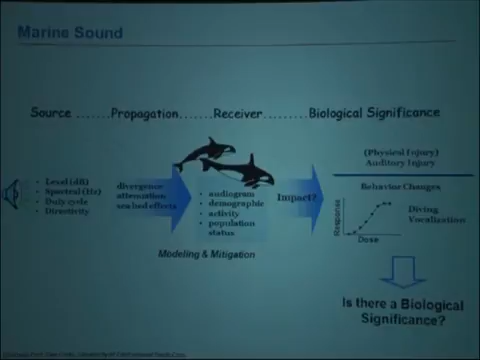 Marine Sound
Source ...... Propagation...... Receiver........ Biological Significance
• Level (dB)
• Spectral (Hz)
• Duty cycle
• Directivity
divergence
attenuation
sea bed effects
• audiogram
• demographic
• activity
• population
status
Modeling & Mitigation
Impact?
(Physical Injury)
Auditory Injury
Behavior Changes
Response
Dose
Diving
Vocalization
Is there a Biological
Significance?